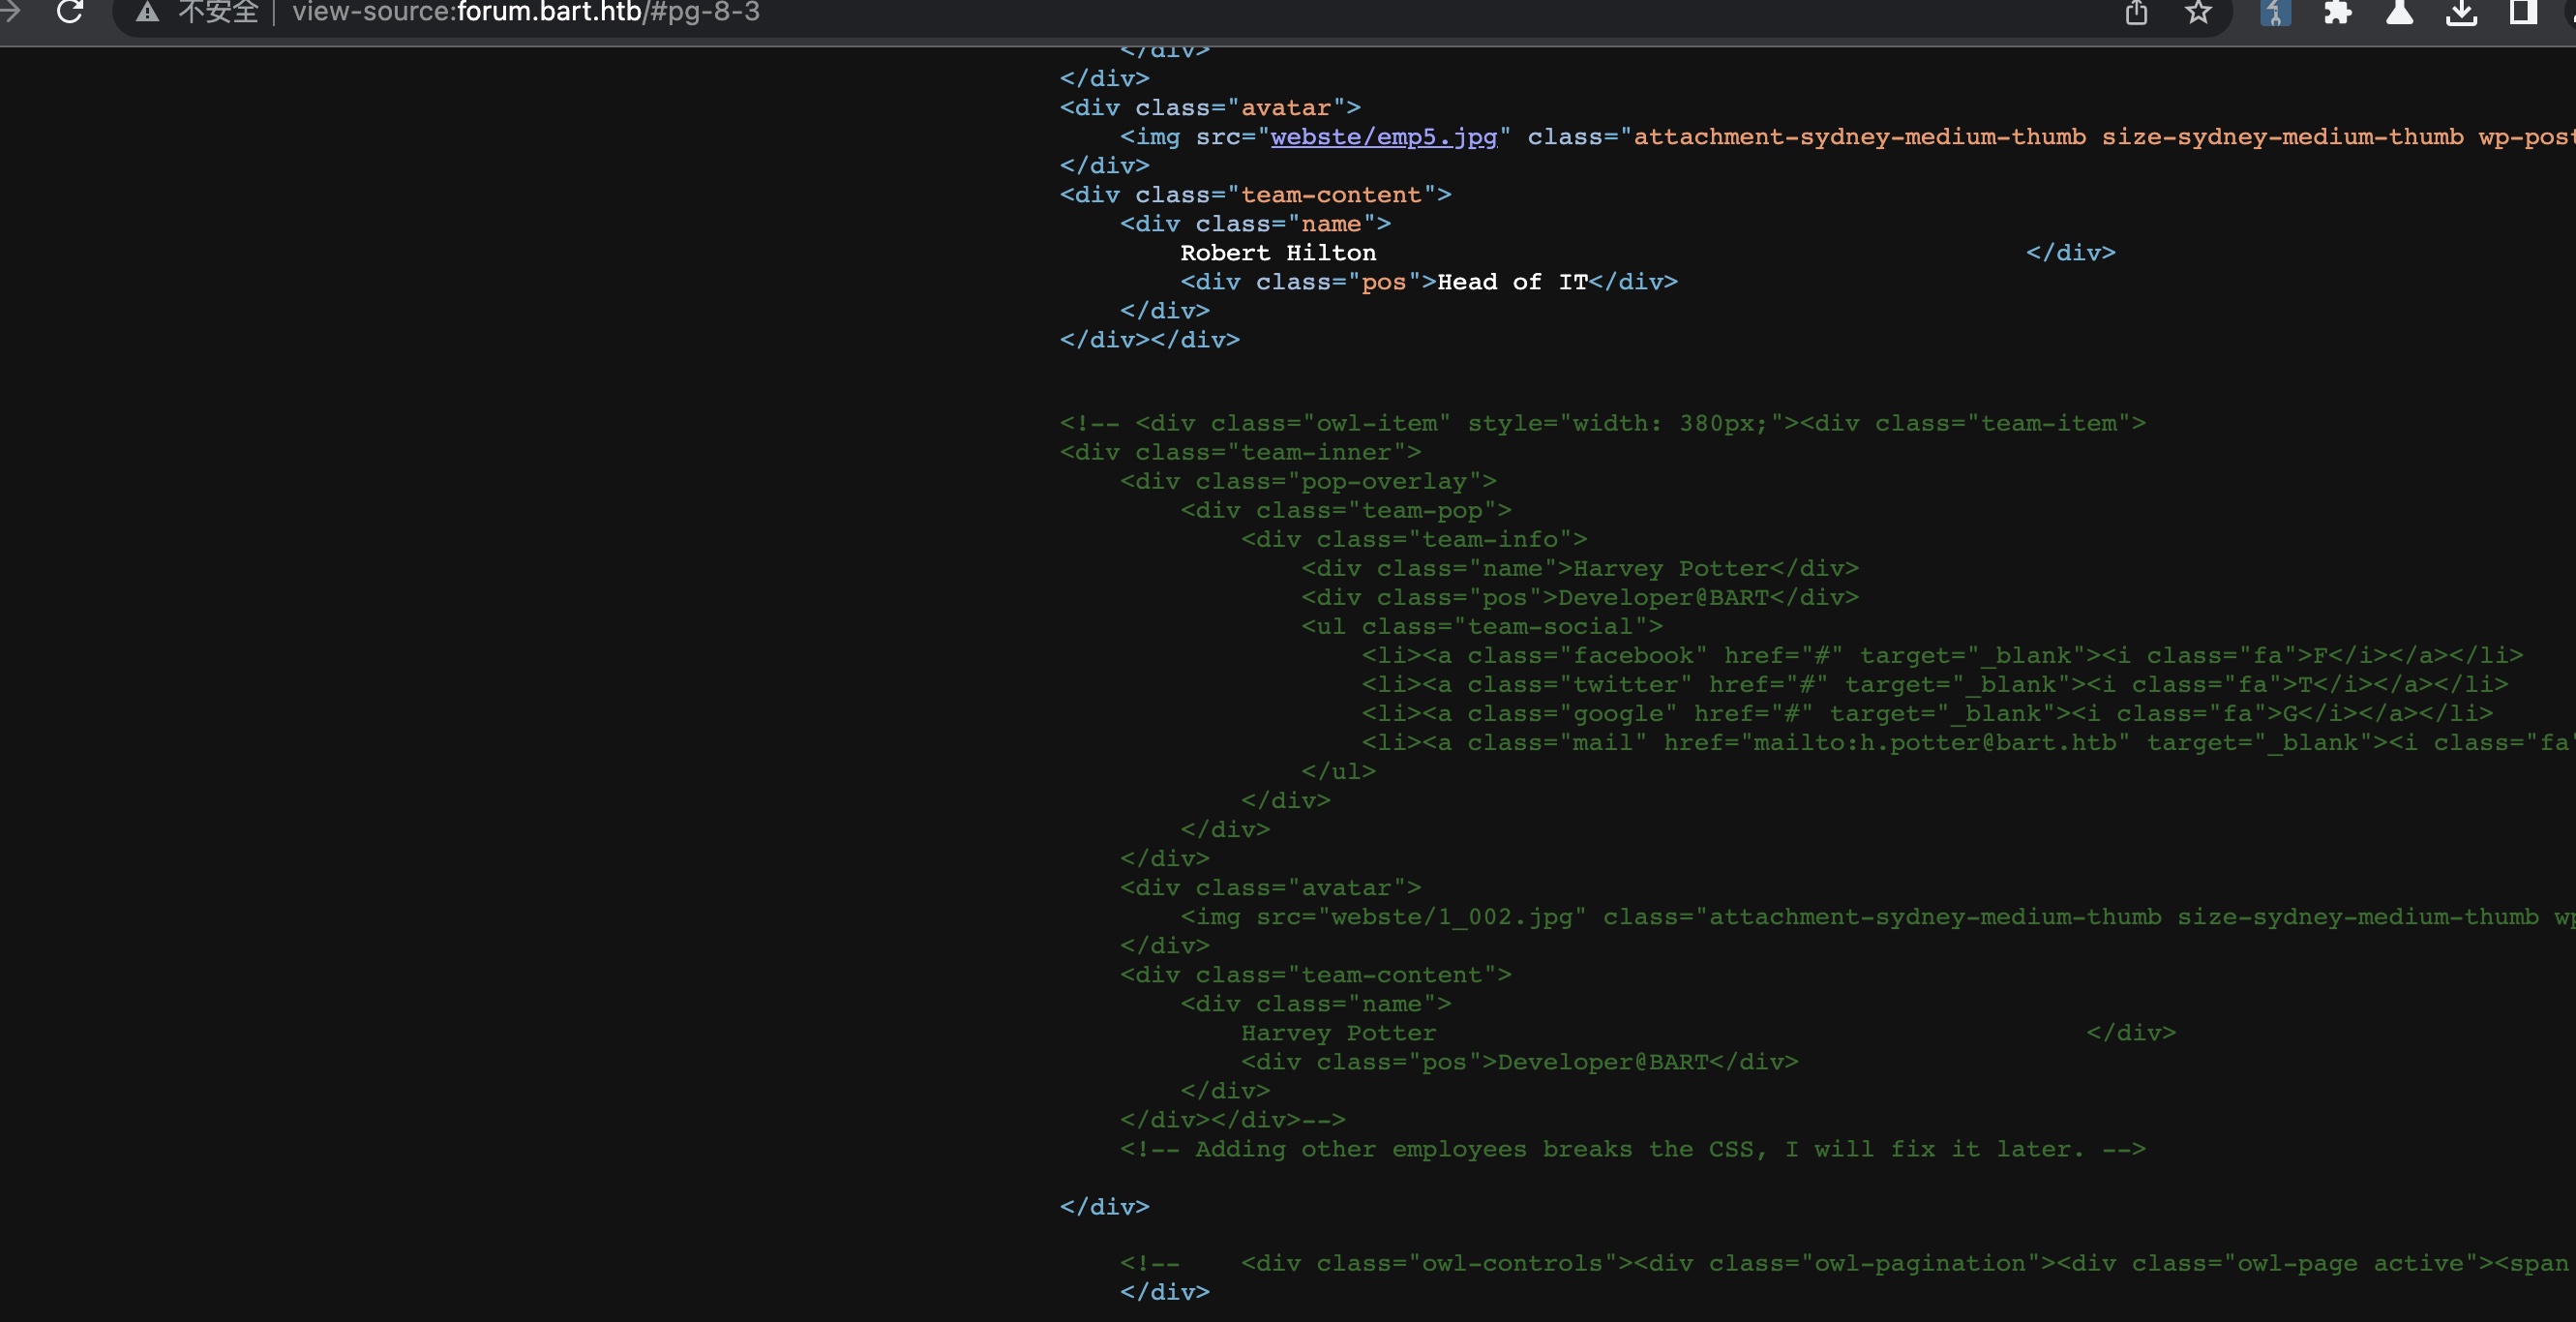 不安全 view-source:forum.bart.htb/#pg-8-3
</div>
</div>
<div class="avatar">
<img src="webste/emp5.jpg" class="attachment-sydney-medium-thumb size-sydney-medium-thumb wp-post
</div>
<div class="team-content">
<div class="name">
Robert Hilton </div>
<div class="pos">Head of IT</div>
</div>
</div></div>
<!-- <div class="owl-item" style="width: 380px;"><div class="team-item">
<div class="team-inner">
<div class="pop-overlay">
<div class="team-pop">
<div class="team-info">
<div class="name">Harvey Potter</div>
<div class="pos">Developer@BART</div>
<ul class="team-social">
<li><a class="facebook" href="#" target="_blank"><i class="fa">F</i></a></li>
<li><a class="twitter" href="#" target="_blank"><i class="fa">T</i></a></li>
<li><a class="google" href="#" target="_blank"><i class="fa">G</i></a></li>
<li><a class="mail" href="mailto:h.potter@bart.htb" target="_blank"><i class="fa"
</ul>
</div>
</div>
</div>
<div class="avatar">
<img src="webste/1_002.jpg" class="attachment-sydney-medium-thumb size-sydney-medium-thumb wp
</div>
<div class="team-content">
<div class="name">
Harvey Potter </div>
<div class="pos">Developer@BART</div>
</div>
</div></div>-->
<!-- Adding other employees breaks the CSS, I will fix it later. -->
</div>
<!-- <div class="owl-controls"><div class="owl-pagination"><div class="owl-page active"><span
</div>